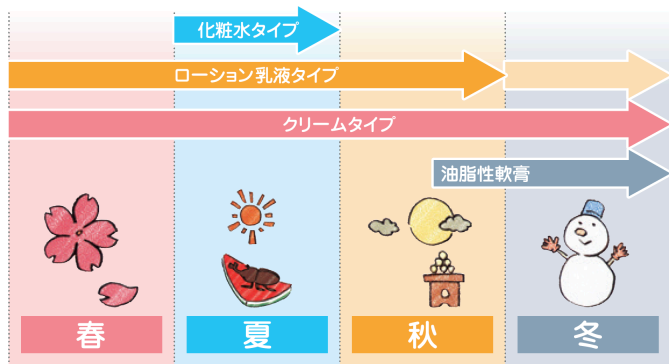 化粧水タイプ
ローション乳液タイプ
クリームタイプ
油脂性軟膏
春
夏
秋
冬